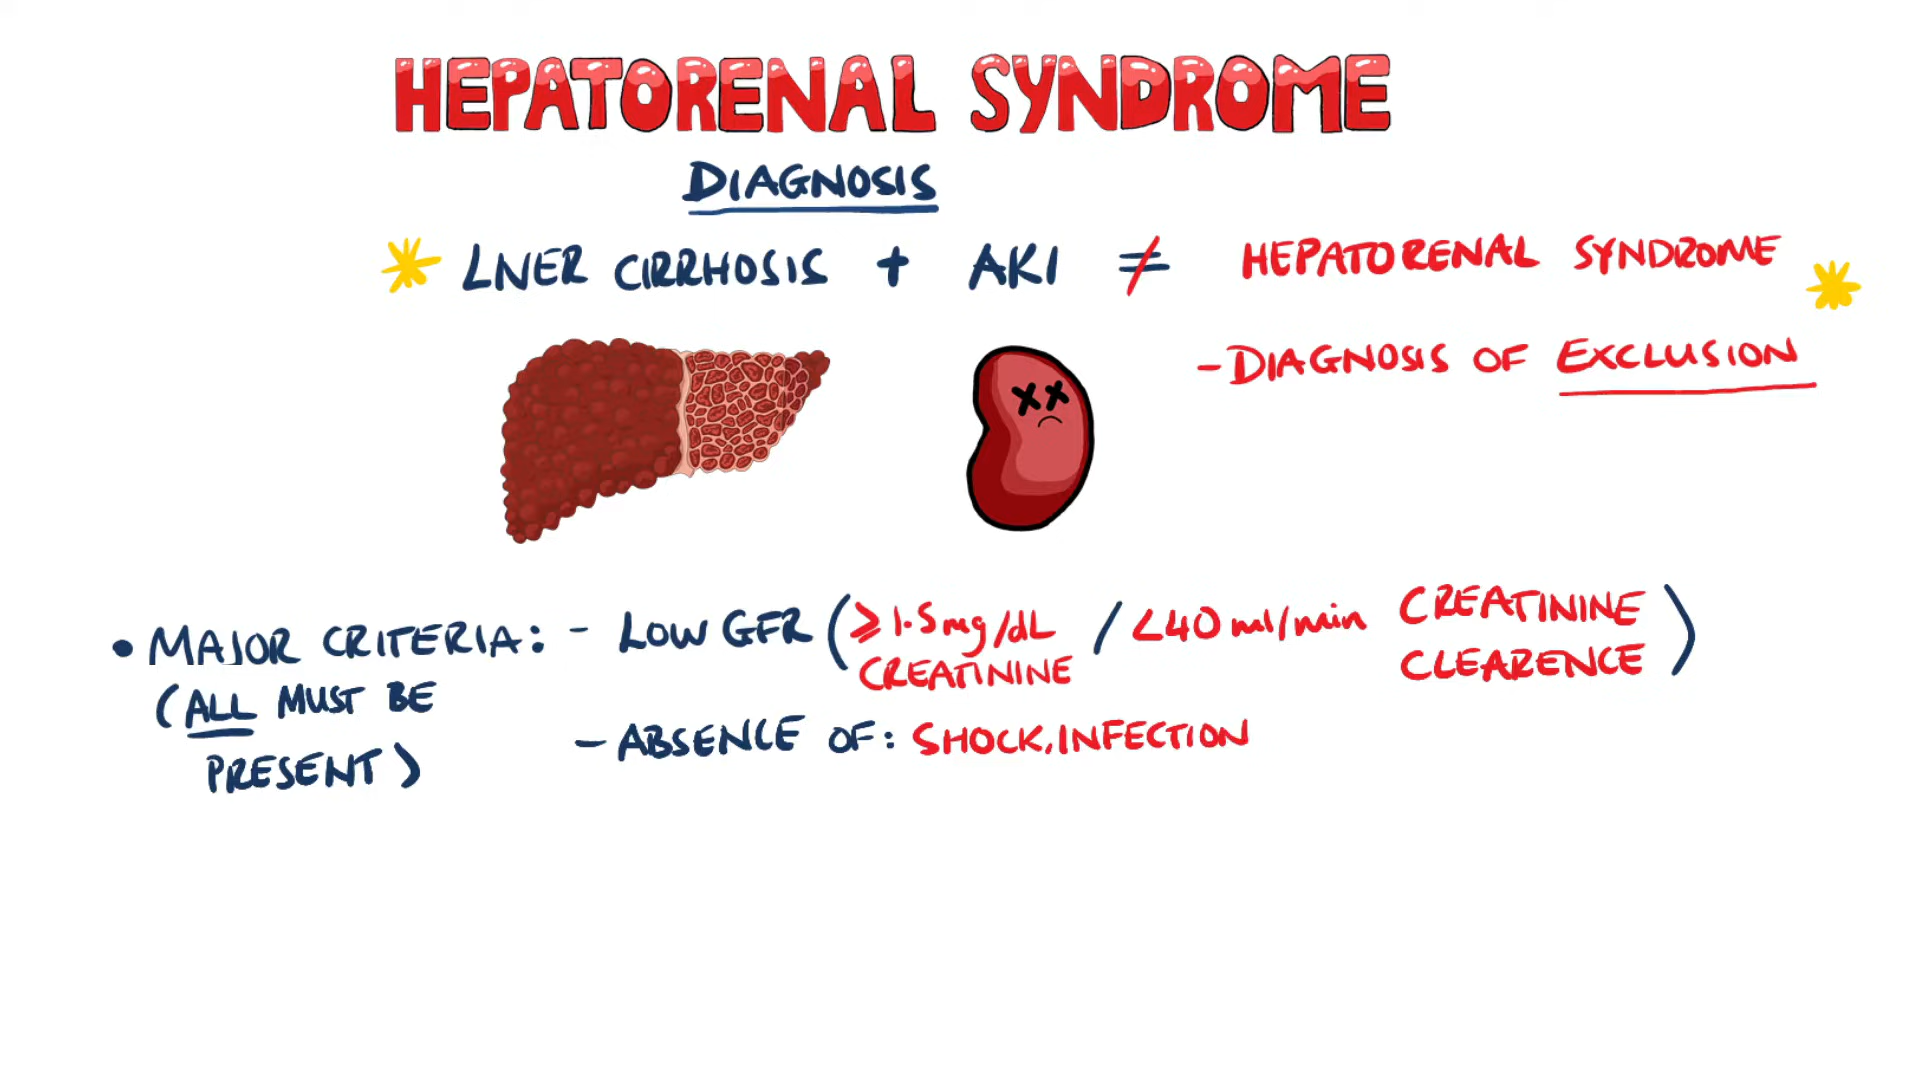 HEPATORENAL SYNDROME
DIAGNOSIS
* LIVER CIRRHOSIS + AKI ≠ HEPATORENAL SYNDROME *
- DIAGNOSIS OF EXCLUSION
• MAJOR CRITERIA: - LOW GFR (≥1.5mg/dL CREATININE / <40 ml/min CREATININE CLEARENCE)
(ALL MUST BE
PRESENT)
- ABSENCE OF: SHOCK, INFECTION